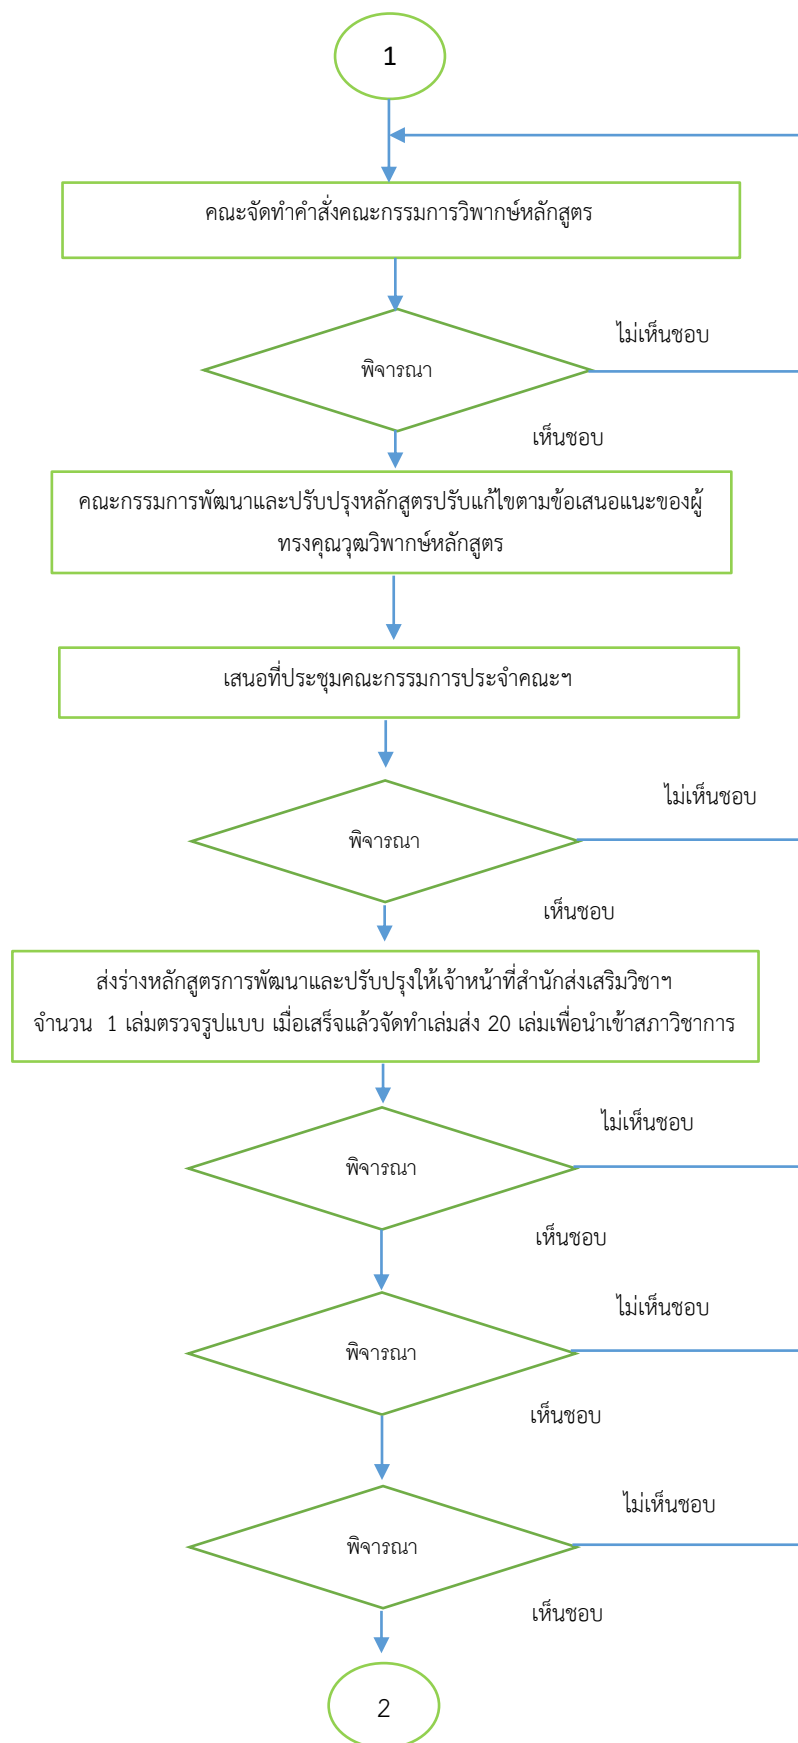 1
คณะจัดทำคำสั่งคณะกรรมการวิพากษ์หลักสูตร
ไม่เห็นชอบ
พิจารณา
เห็นชอบ
คณะกรรมการพัฒนาและปรับปรุงหลักสูตรปรับแก้ไขตามข้อเสนอแนะของผู้
ทรงคุณวุฒวิพากษ์หลักสูตร
เสนอที่ประชุมคณะกรรมการประจำคณะฯ
ไม่เห็นชอบ
พิจารณา
เห็นชอบ
ส่งร่างหลักสูตรการพัฒนาและปรับปรุงให้เจ้าหน้าที่สำนักส่งเสริมวิชาฯ
จำนวน 1 เล่มตรวจรูปแบบ เมื่อเสร็จแล้วจัดทำเล่มส่ง 20 เล่มเพื่อนำเข้าสภาวิชาการ
ไม่เห็นชอบ
พิจารณา
เห็นชอบ
ไม่เห็นชอบ
พิจารณา
เห็นชอบ
ไม่เห็นชอบ
พิจารณา
เห็นชอบ
2